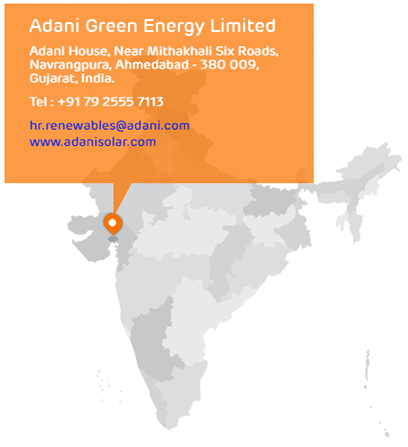 Adani Green Energy Limited
Adani House, Near Mithakhali Six Roads,
Navrangpura, Ahmedabad - 380 009,
Gujarat, India.
Tel : +91 79 2555 7113
hr.renewables@adani.com
www.adanisolar.com